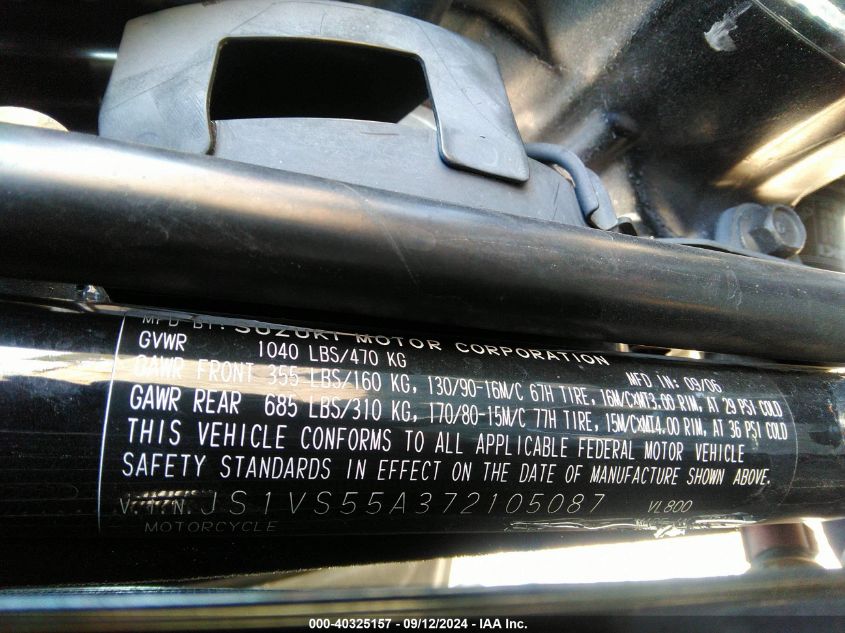 MFD BY: SUZUKI MOTOR CORPORATION
GVWR 1040 LBS/470 KG MFD IN: 09/06
GAWR FRONT 355 LBS/160 KG, 130/90-16M/C 67H TIRE, 16M/CXMT3.00 RIM, AT 29 PSI COLD
GAWR REAR 685 LBS/310 KG, 170/80-15M/C 77H TIRE, 15M/CXMT4.00 RIM, AT 36 PSI COLD
THIS VEHICLE CONFORMS TO ALL APPLICABLE FEDERAL MOTOR VEHICLE
SAFETY STANDARDS IN EFFECT ON THE DATE OF MANUFACTURE SHOWN ABOVE.
V.I.N. JS1VS55A372105087 VL800
MOTORCYCLE
000-40325157 - 09/12/2024 - IAA Inc.